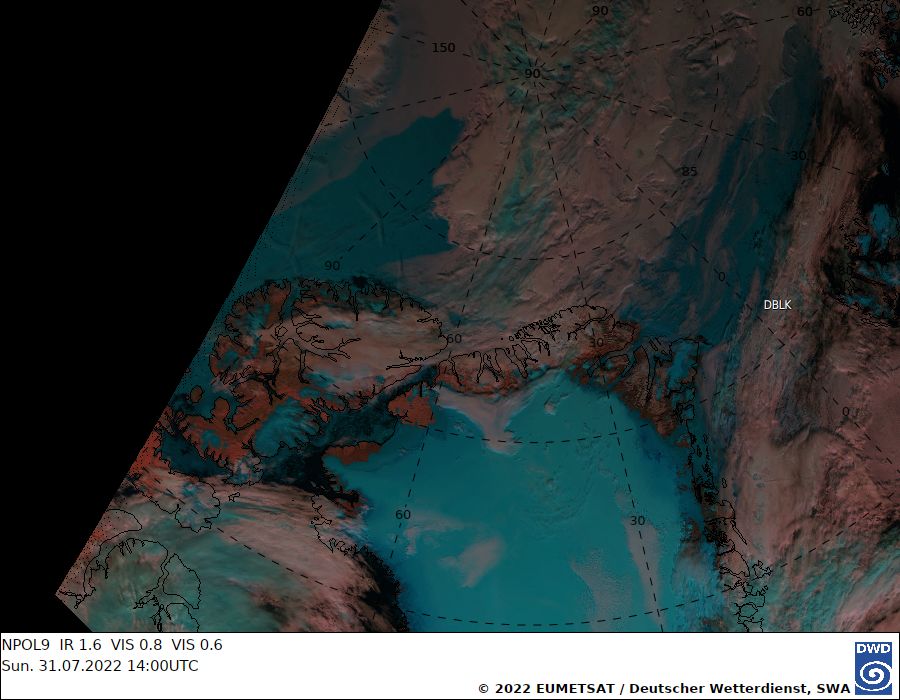 90
60
150
90
30
85
90
0
DBLK
60
30
0
60
30
NPOL9 IR 1.6 VIS 0.8 VIS 0.6
Sun. 31.07.2022 14:00UTC
DWD
© 2022 EUMETSAT / Deutscher Wetterdienst, SWA